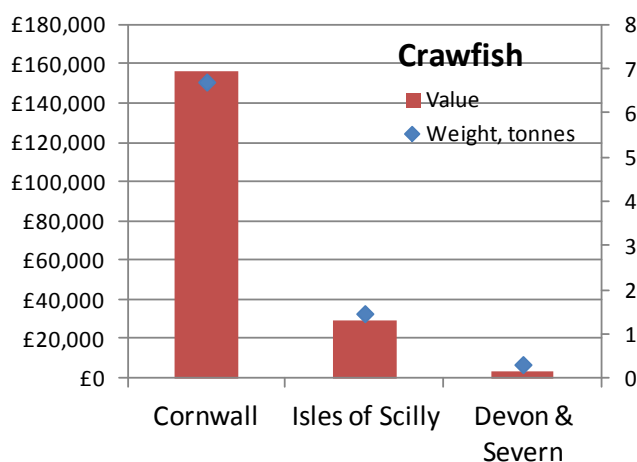 Crawfish
Value
Weight, tonnes
£180,000
£160,000
£140,000
£120,000
£100,000
£80,000
£60,000
£40,000
£20,000
£0
8
7
6
5
4
3
2
1
0
Cornwall
Isles of Scilly
Devon &
Severn